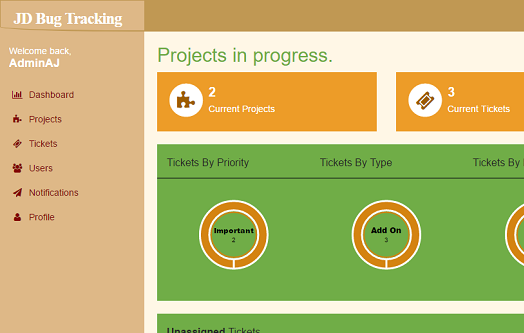 JD Bug Tracking
Welcome back,
AdminAJ
Dashboard
Projects
Tickets
Users
Notifications
Profile
Projects in progress.
2
Current Projects
3
Current Tickets
Tickets By Priority
Tickets By Type
Tickets By
Important
2
Add On
3
Unassigned Tickets